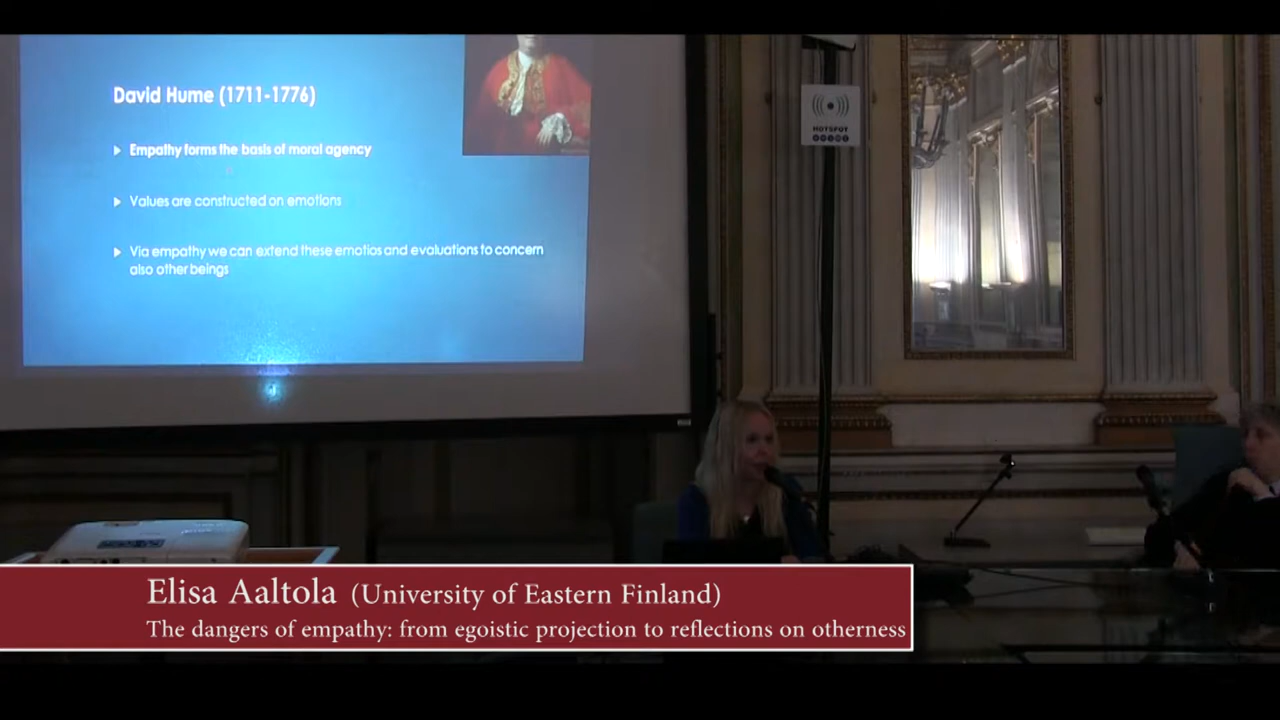 David Hume (1711-1776)
Empathy forms the basis of moral agency
Values are constructed on emotions
Via empathy we can extend these emotios and evaluations to concern
also other beings
HOTSPOT
Elisa Aaltola (University of Eastern Finland)
The dangers of empathy: from egoistic projection to reflections on otherness